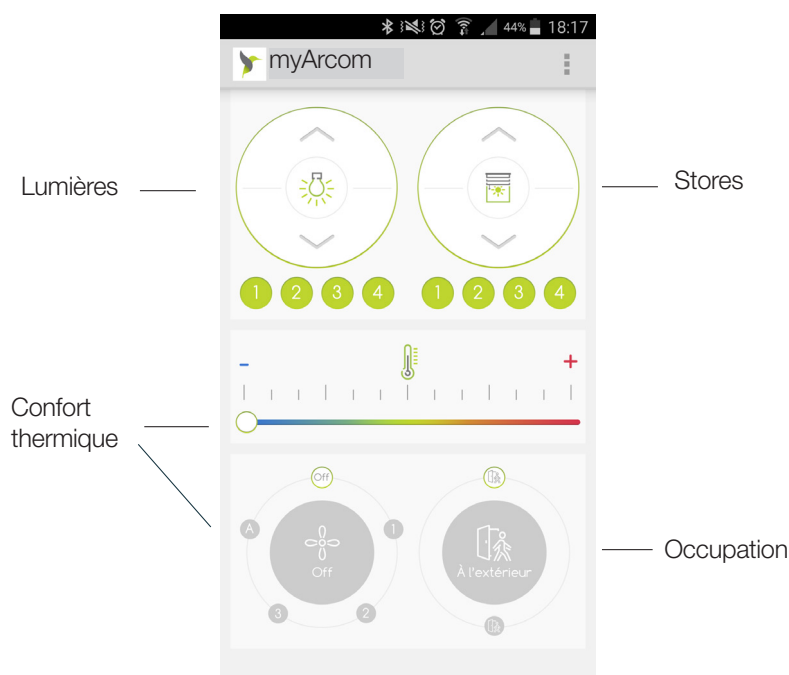 44% 18:17
myArcom
Lumières
Stores
1 2 3 4 1 2 3 4
- +
Confort
thermique
Off
A 1
Off
À l'extérieur
3 2
Occupation